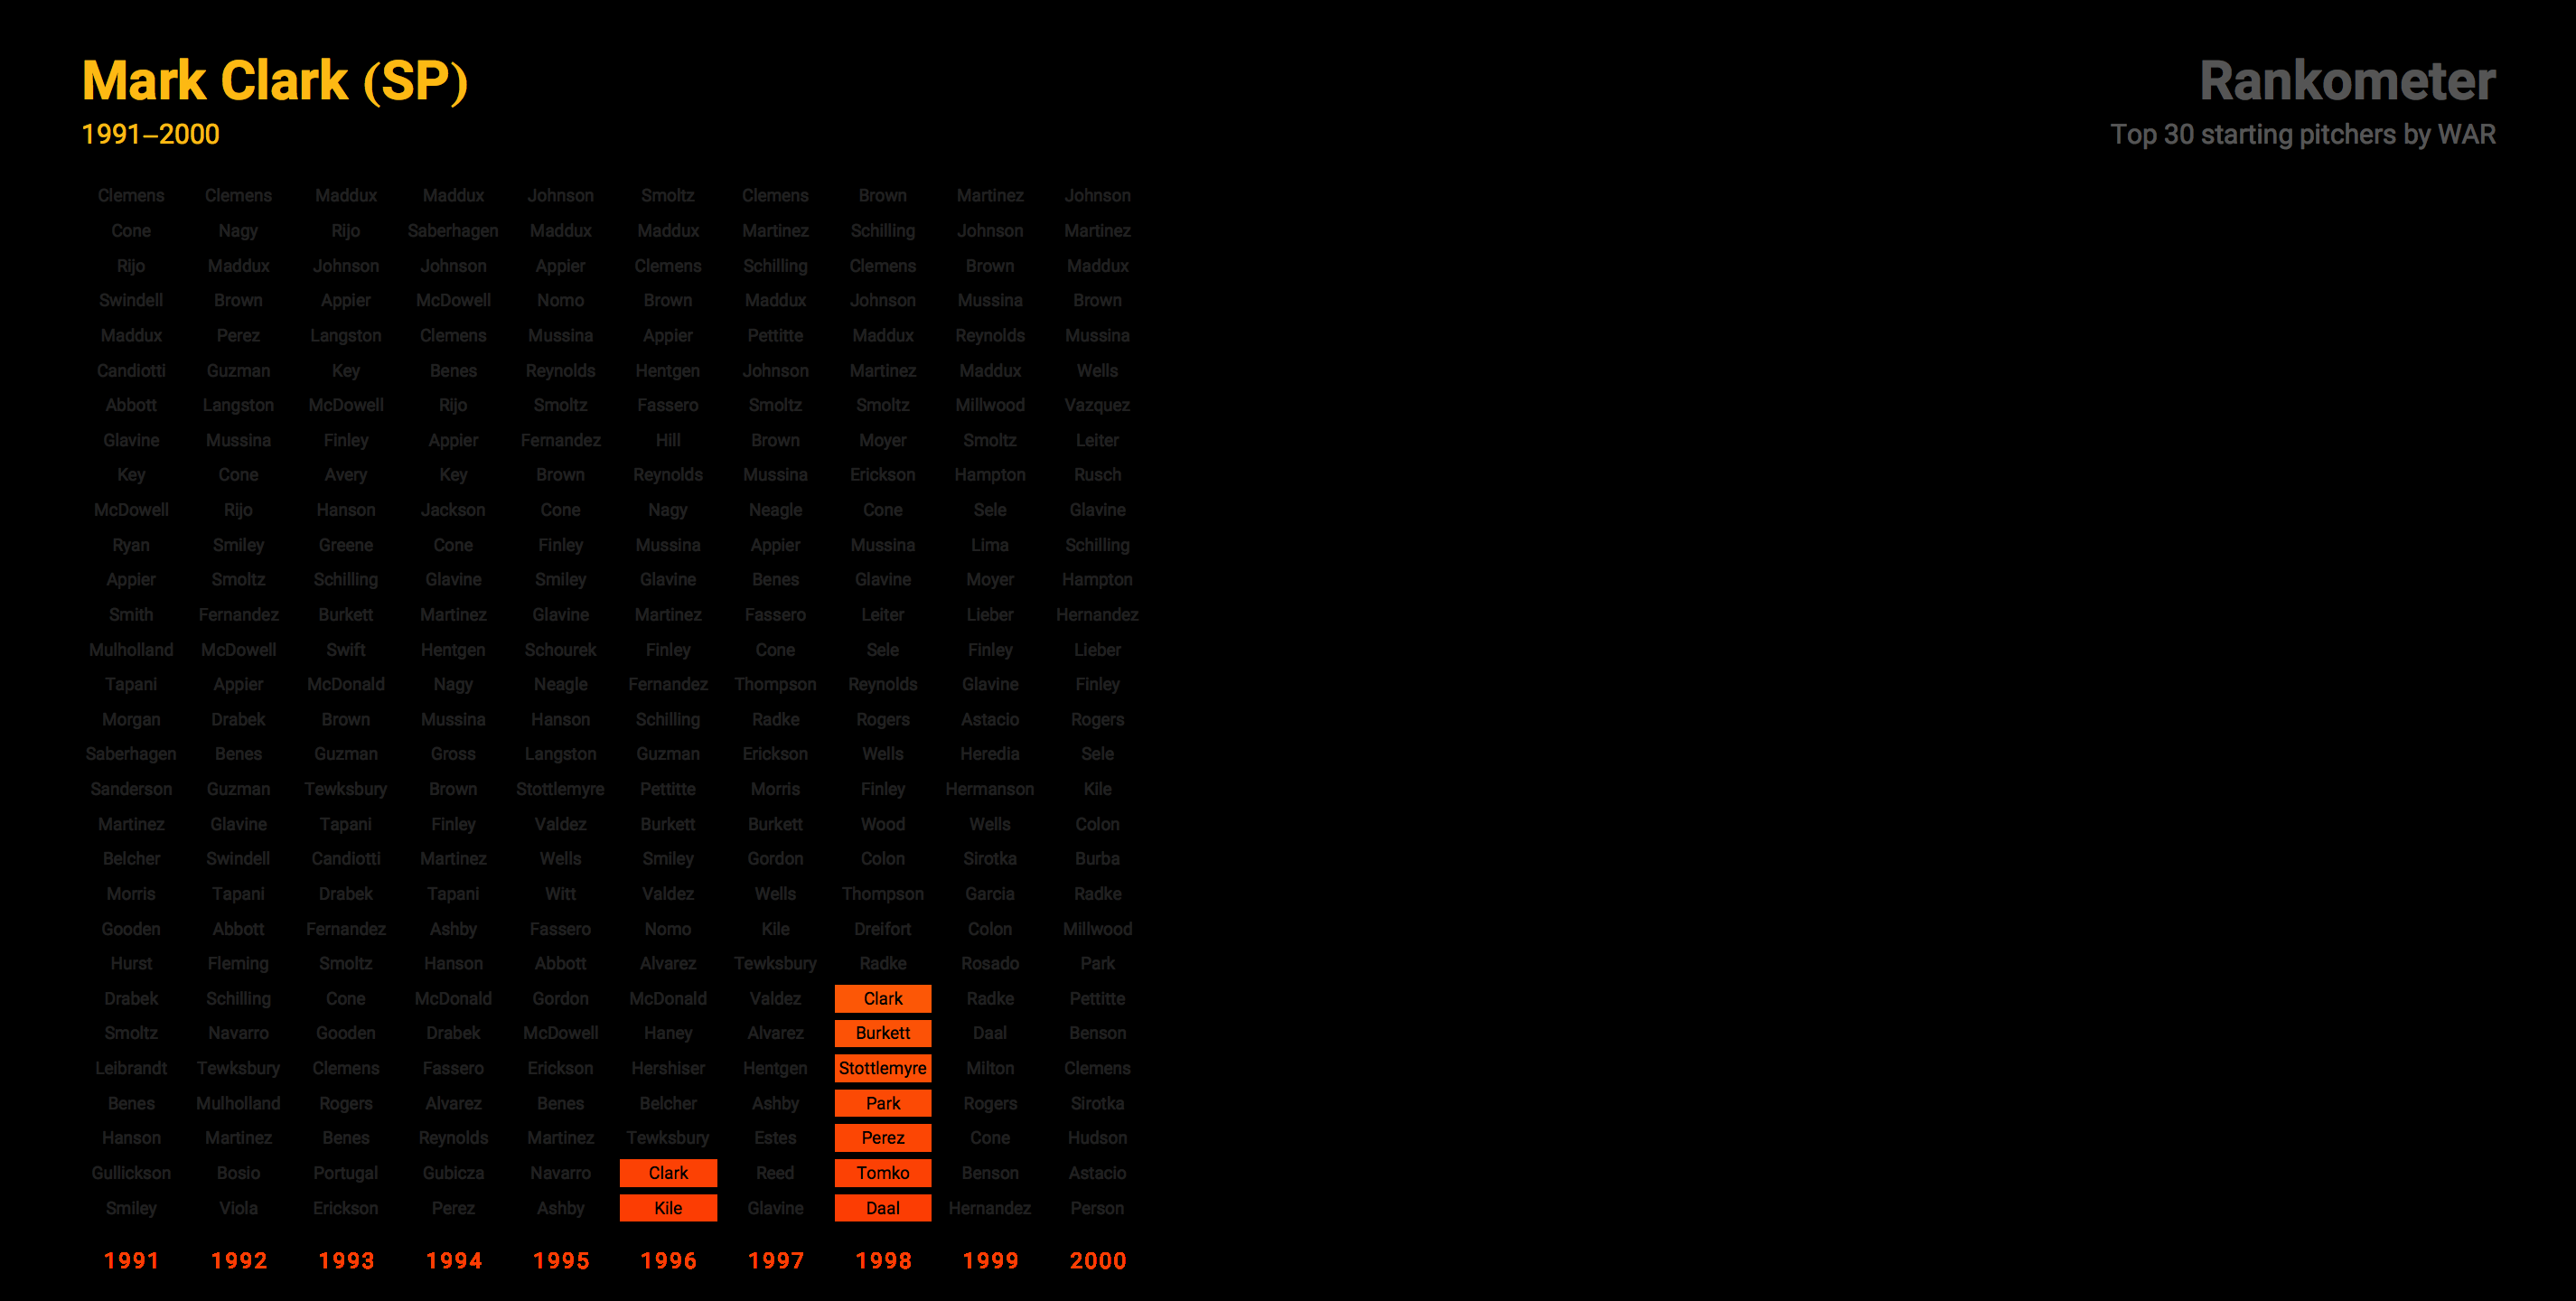 Mark Clark (SP)
1991–2000
Rankometer
Top 30 starting pitchers by WAR
Clemens Clemens Maddux Maddux Johnson Smoltz Clemens Brown Martinez Johnson
Cone Nagy Rijo Saberhagen Maddux Maddux Martinez Schilling Johnson Martinez
Rijo Maddux Johnson Johnson Appier Clemens Schilling Clemens Brown Maddux
Swindell Brown Appier McDowell Nomo Brown Maddux Johnson Mussina Brown
Maddux Perez Langston Clemens Mussina Appier Pettitte Maddux Reynolds Mussina
Candiotti Guzman Key Benes Reynolds Hentgen Johnson Martinez Maddux Wells
Abbott Langston McDowell Rijo Smoltz Fassero Smoltz Smoltz Millwood Vazquez
Glavine Mussina Finley Appier Fernandez Hill Brown Moyer Smoltz Leiter
Key Cone Avery Key Brown Reynolds Mussina Erickson Hampton Rusch
McDowell Rijo Hanson Jackson Cone Nagy Neagle Cone Sele Glavine
Ryan Smiley Greene Cone Finley Mussina Appier Mussina Lima Schilling
Appier Smoltz Schilling Glavine Smiley Glavine Benes Glavine Moyer Hampton
Smith Fernandez Burkett Martinez Glavine Martinez Fassero Leiter Lieber Hernandez
Mulholland McDowell Swift Hentgen Schourek Finley Cone Sele Finley Lieber
Tapani Appier McDonald Nagy Neagle Fernandez Thompson Reynolds Glavine Finley
Morgan Drabek Brown Mussina Hanson Schilling Radke Rogers Astacio Rogers
Saberhagen Benes Guzman Gross Langston Guzman Erickson Wells Heredia Sele
Sanderson Guzman Tewksbury Brown Stottlemyre Pettitte Morris Finley Hermanson Kile
Martinez Glavine Tapani Finley Valdez Burkett Burkett Wood Wells Colon
Belcher Swindell Candiotti Martinez Wells Smiley Gordon Colon Sirotka Burba
Morris Tapani Drabek Tapani Witt Valdez Wells Thompson Garcia Radke
Gooden Abbott Fernandez Ashby Fassero Nomo Kile Dreifort Colon Millwood
Hurst Fleming Smoltz Hanson Abbott Alvarez Tewksbury Radke Rosado Park
Drabek Schilling Cone McDonald Gordon McDonald Valdez Clark Radke Pettitte
Smoltz Navarro Gooden Drabek McDowell Haney Alvarez Burkett Daal Benson
Leibrandt Tewksbury Clemens Fassero Erickson Hershiser Hentgen Stottlemyre Milton Clemens
Benes Mulholland Rogers Alvarez Benes Belcher Ashby Park Rogers Sirotka
Hanson Martinez Benes Reynolds Martinez Tewksbury Estes Perez Cone Hudson
Gullickson Bosio Portugal Gubicza Navarro Clark Reed Tomko Benson Astacio
Smiley Viola Erickson Perez Ashby Kile Glavine Daal Hernandez Person
1991 1992 1993 1994 1995 1996 1997 1998 1999 2000